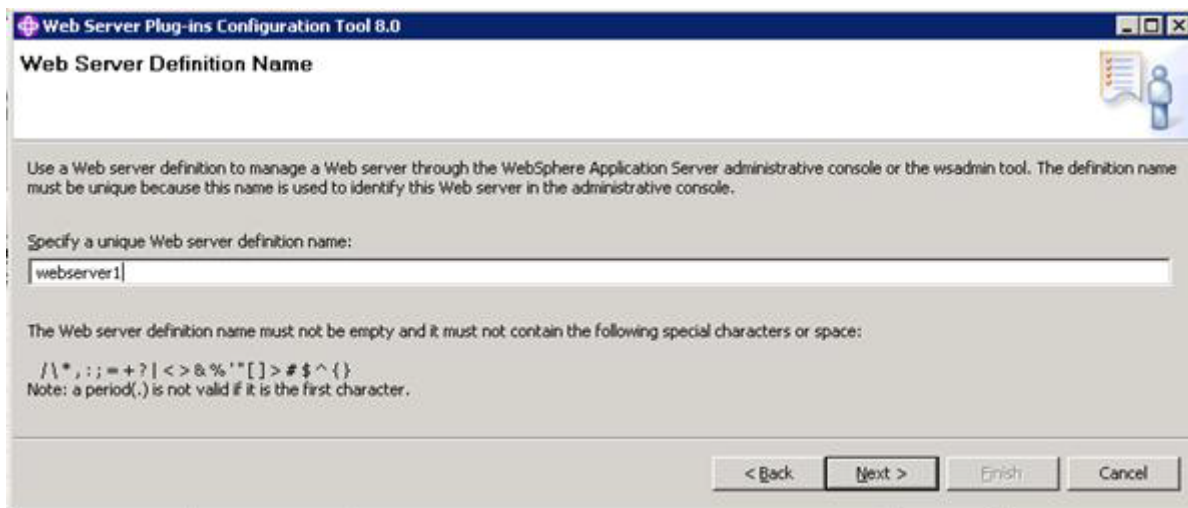 Web Server Plug-ins Configuration Tool 8.0
Web Server Definition Name
Use a Web server definition to manage a Web server through the WebSphere Application Server administrative console or the wsadmin tool. The definition name
must be unique because this name is used to identify this Web server in the administrative console.
Specify a unique Web server definition name:
webserver1
The Web server definition name must not be empty and it must not contain the following special characters or space:
/ \ * , : ; = + ? | < > & % ' " [ ] > # $ ^ { }
Note: a period(.) is not valid if it is the first character.
< Back Next > Finish Cancel